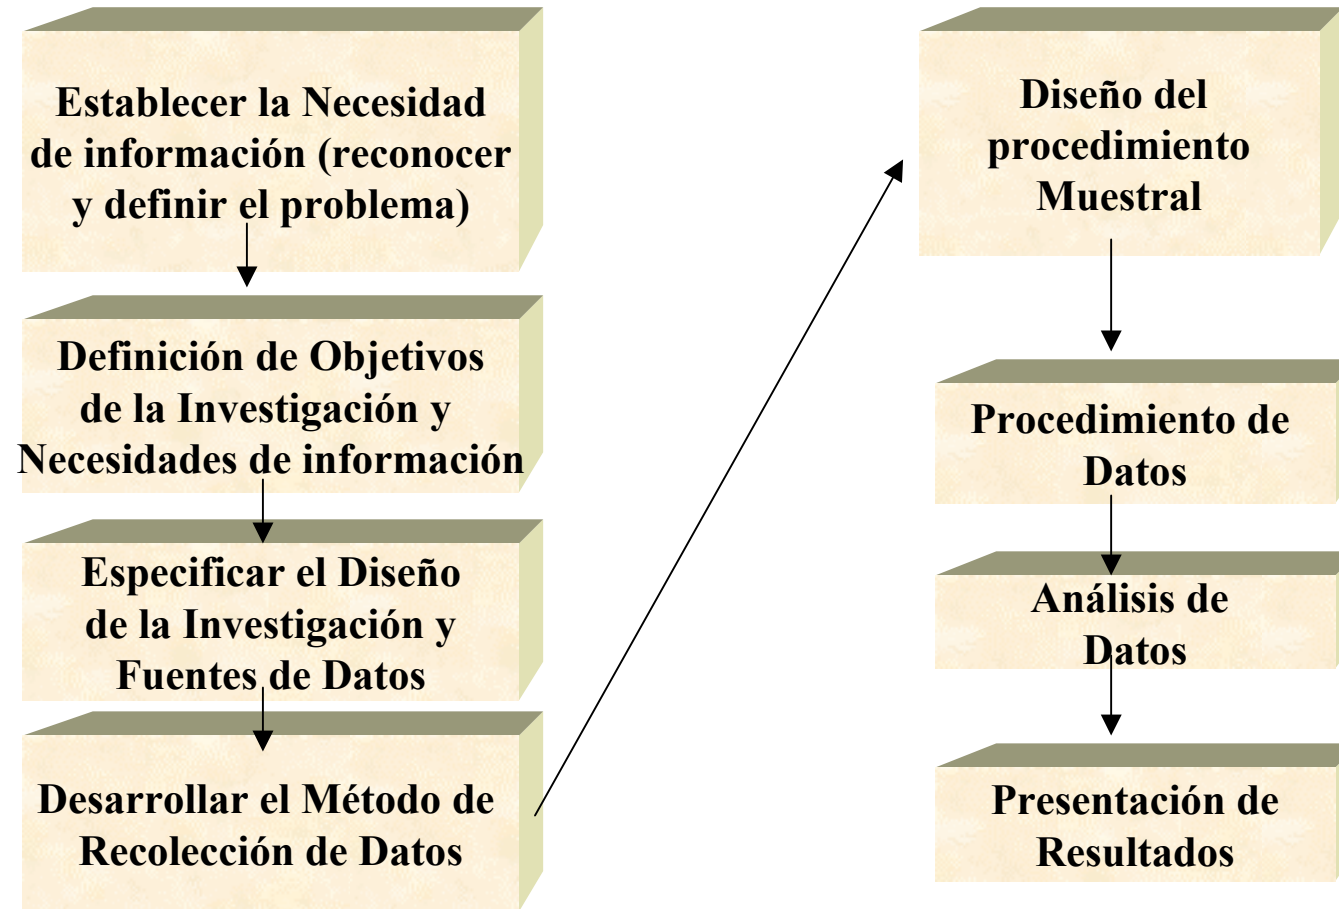 Establecer la Necesidad
de información (reconocer
y definir el problema)
Definición de Objetivos
de la Investigación y
Necesidades de información
Especificar el Diseño
de la Investigación y
Fuentes de Datos
Desarrollar el Método de
Recolección de Datos
Diseño del
procedimiento
Muestral
Procedimiento de
Datos
Análisis de
Datos
Presentación de
Resultados